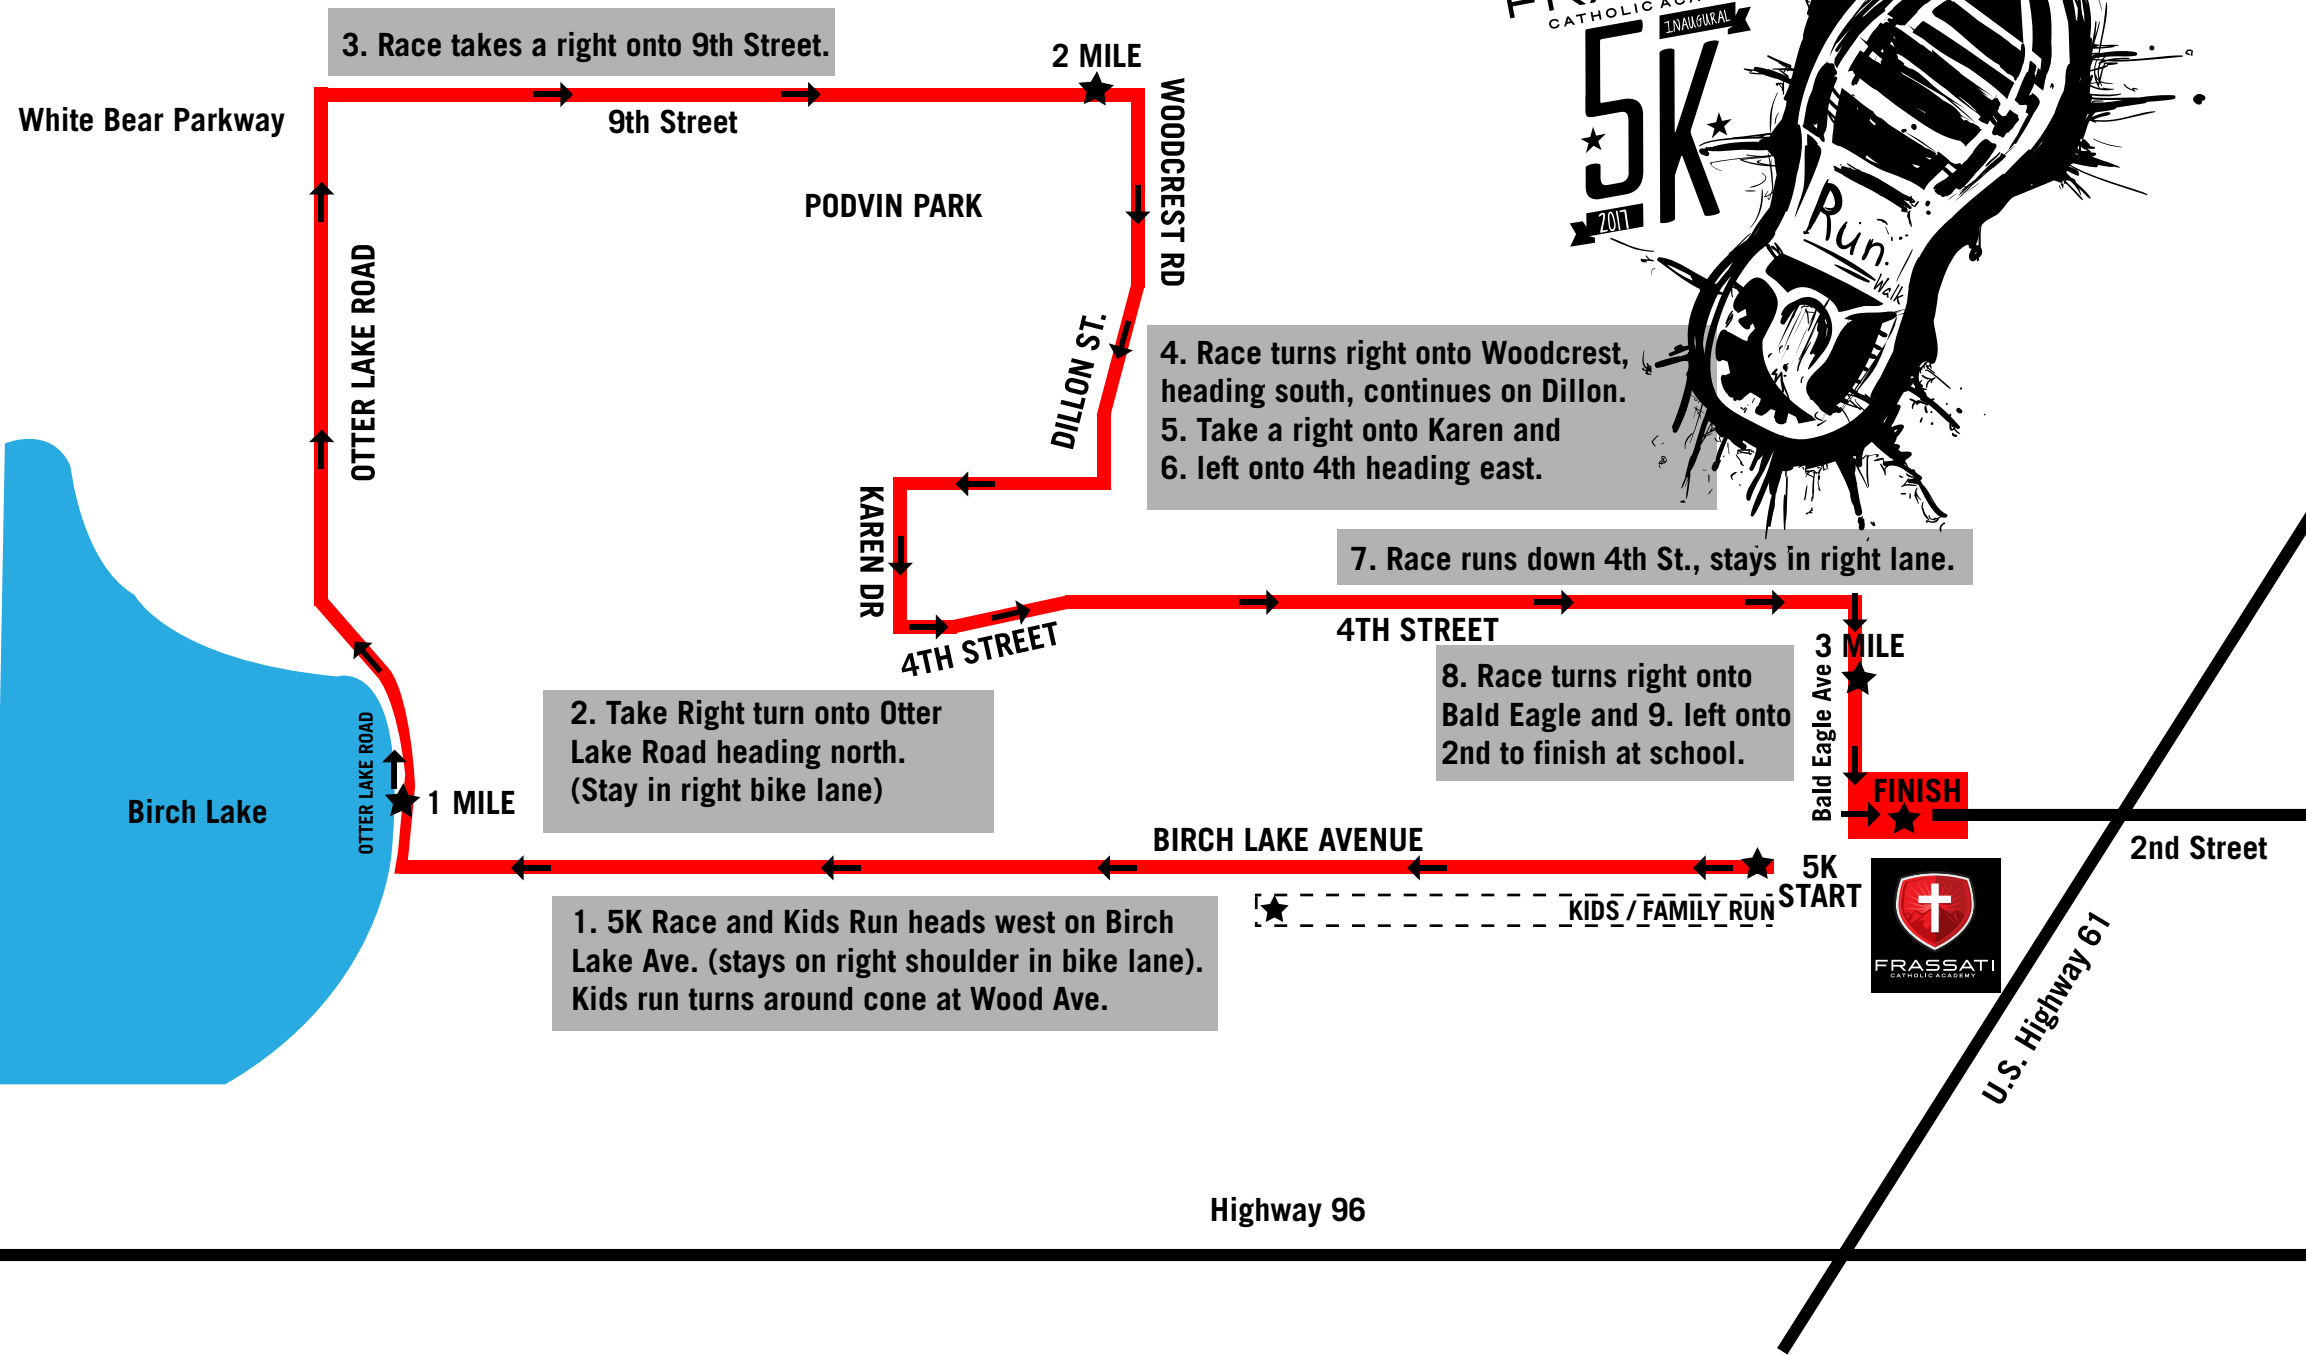 CATHOLIC
INAUGURAL
5K
2017
Run.
Walk
3. Race takes a right onto 9th Street.
2 MILE
White Bear Parkway
9th Street
WOODCREST RD
PODVIN PARK
OTTER LAKE ROAD
DILLON ST.
4. Race turns right onto Woodcrest,
heading south, continues on Dillon.
5. Take a right onto Karen and
6. left onto 4th heading east.
KAREN DR
7. Race runs down 4th St., stays in right lane.
4TH STREET
4TH STREET
3 MILE
8. Race turns right onto
Bald Eagle and 9. left onto
2nd to finish at school.
Bald Eagle Ave
2. Take Right turn onto Otter
Lake Road heading north.
(Stay in right bike lane)
OTTER LAKE ROAD
Birch Lake
1 MILE
FINISH
BIRCH LAKE AVENUE
2nd Street
5K
START
KIDS / FAMILY RUN
1. 5K Race and Kids Run heads west on Birch
Lake Ave. (stays on right shoulder in bike lane).
Kids run turns around cone at Wood Ave.
FRASSATI
CATHOLIC ACADEMY
U.S. Highway 61
Highway 96